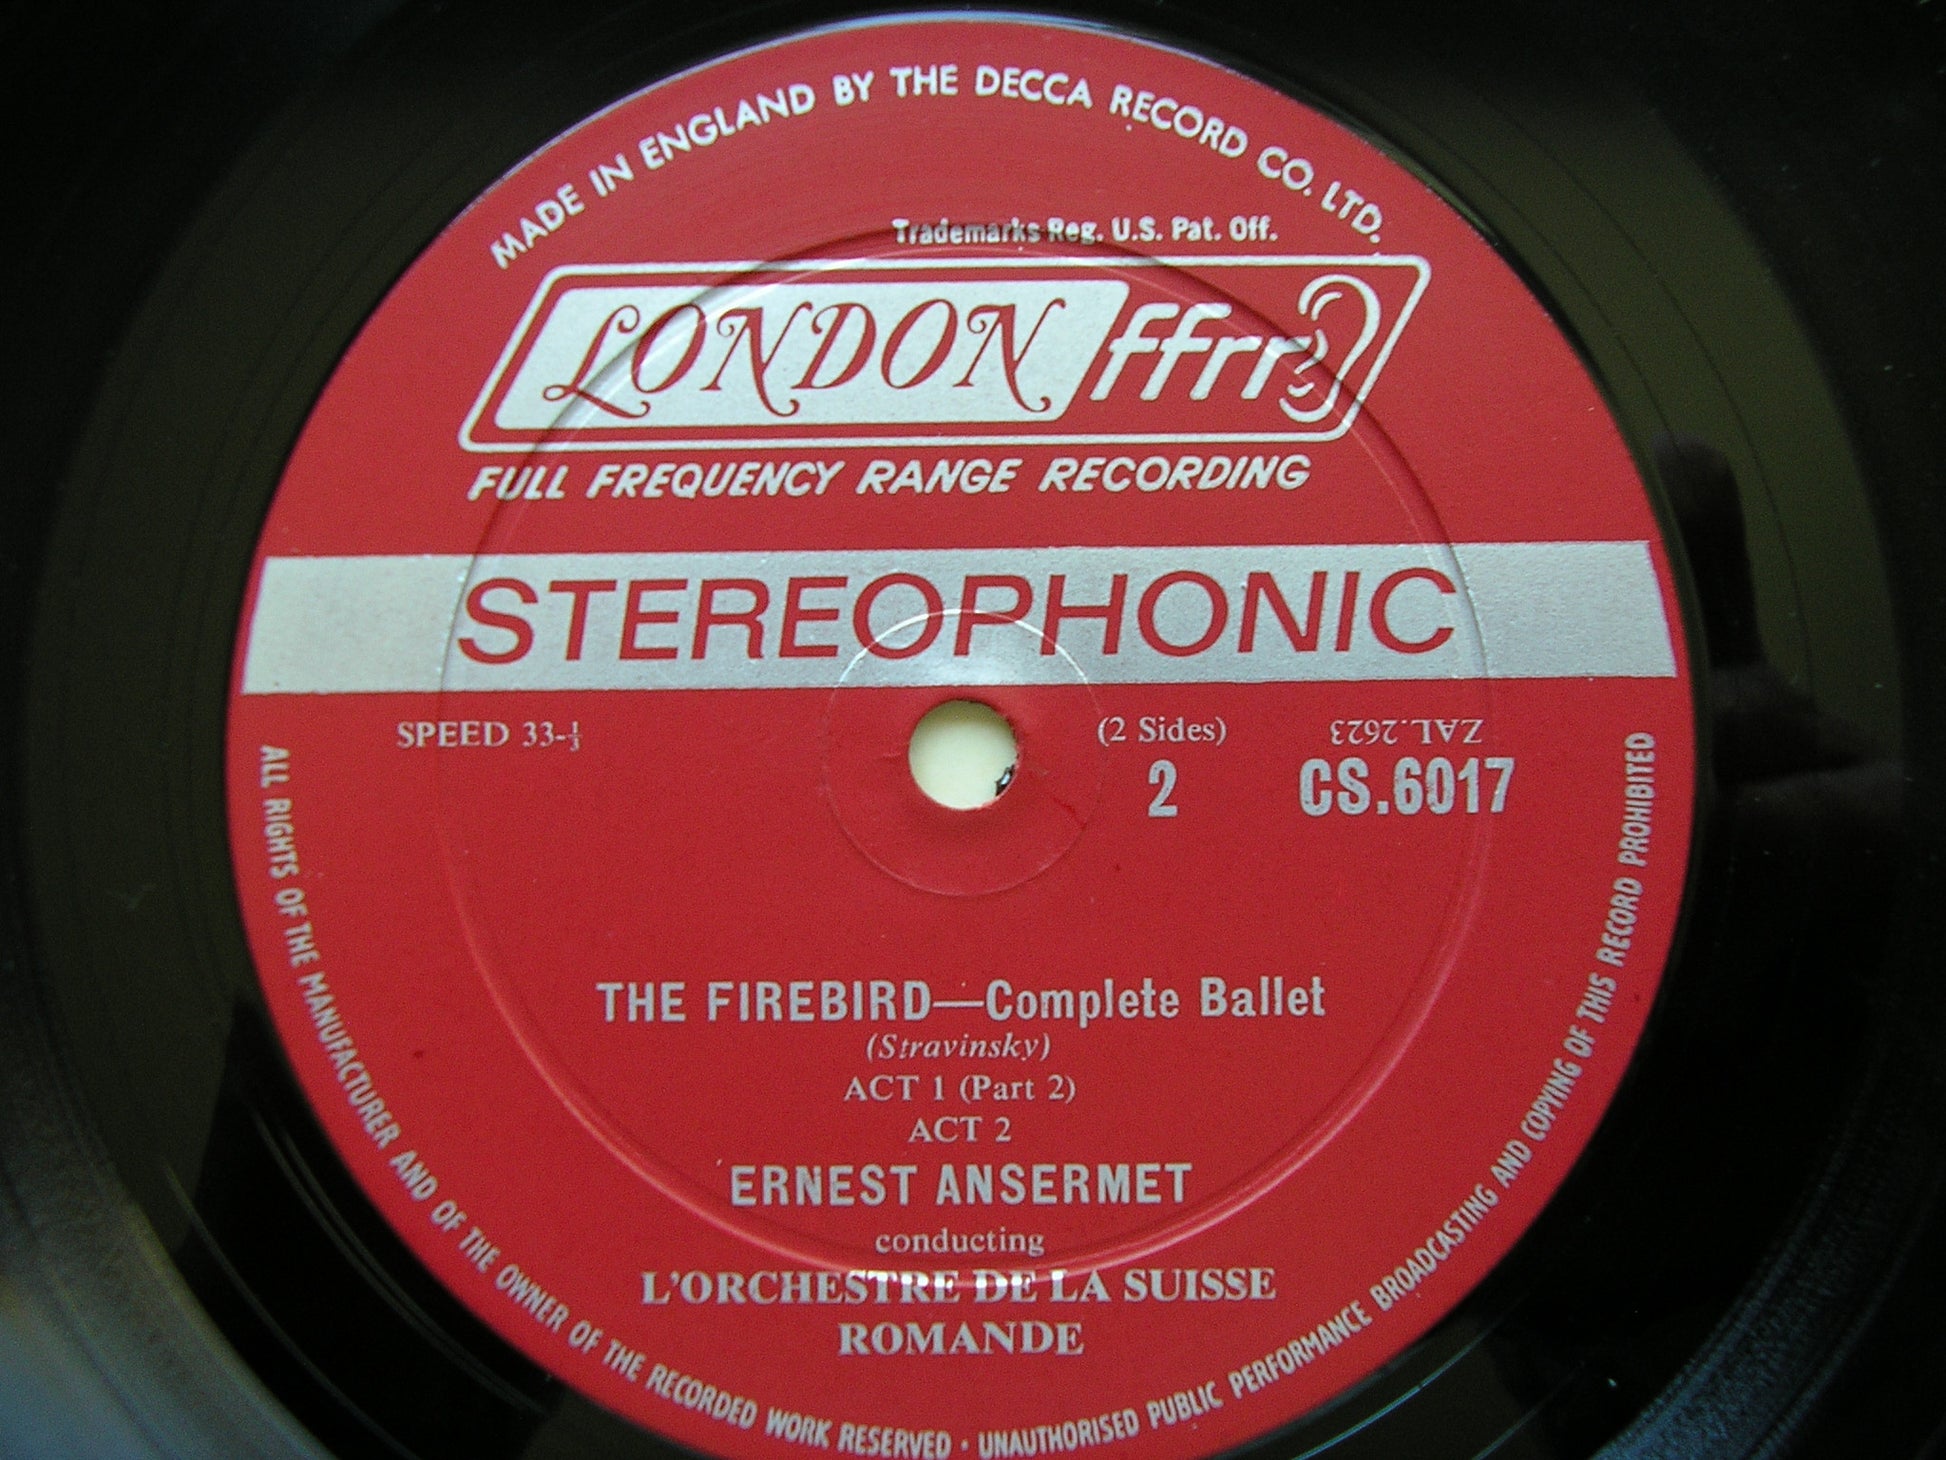 MADE IN ENGLAND BY THE DECCA RECORD CO. LTD.
Trademarks Reg. U.S. Pat. Off.
LONDON ffrr
FULL FREQUENCY RANGE RECORDING
STEREOPHONIC
SPEED 33-⅓
(2 Sides)
ZAL.2623
2
CS.6017
THE FIREBIRD—Complete Ballet
(Stravinsky)
ACT 1 (Part 2)
ACT 2
ERNEST ANSERMET
conducting
L'ORCHESTRE DE LA SUISSE
ROMANDE
ALL RIGHTS OF THE MANUFACTURER AND OF THE OWNER OF THE RECORDED WORK RESERVED · UNAUTHORISED PUBLIC PERFORMANCE BROADCASTING AND COPYING OF THIS RECORD PROHIBITED